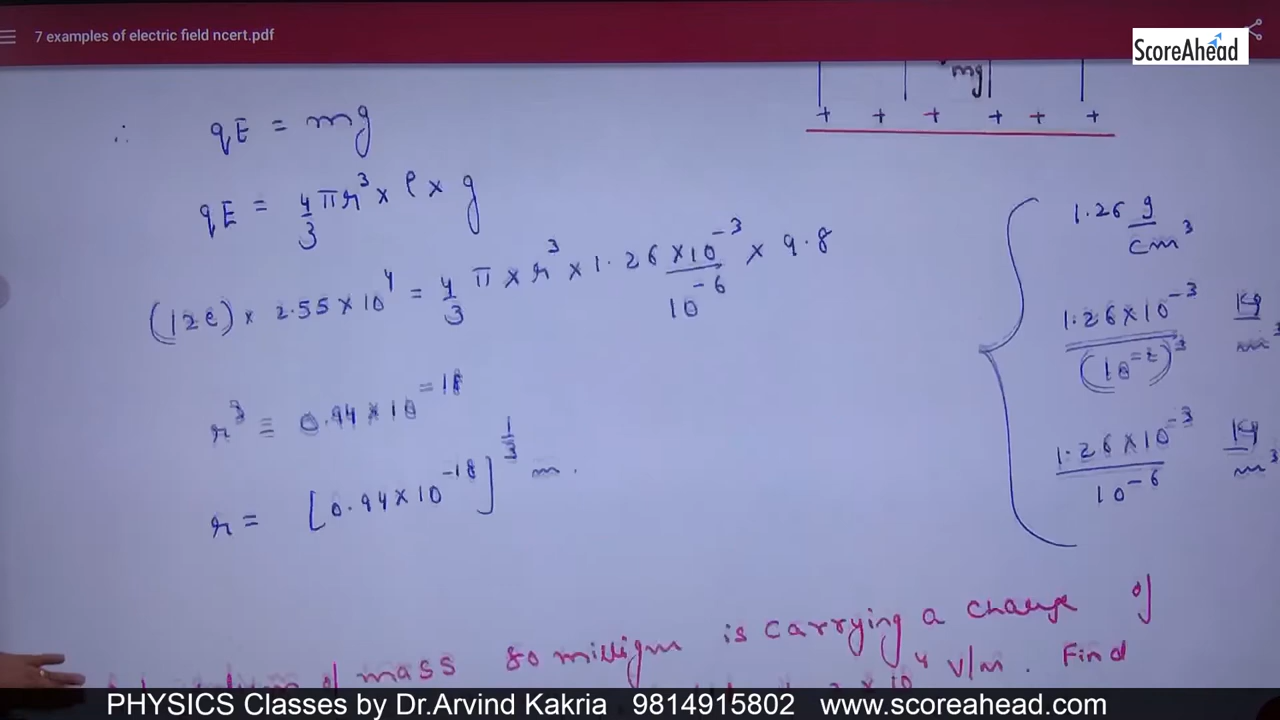 7 examples of electric field ncert.pdf
ScoreAhead
mg
+ + + + + +
∴ qE = mg
qE = 4/3 πr³ × ρ × g
(12e) × 2.55 × 10⁴ = 4/3 π × r³ × 1.26 × 10⁻³/10⁻⁶ × 9.8
r³ = 0.94 × 10⁻¹⁸
r = [0.94 × 10⁻¹⁸]^1/3 m.
1.26 g/cm³
1.26 × 10⁻³/(10⁻²)³ Kg/m³
1.26 × 10⁻³/10⁻⁶ Kg/m³
of mass 80 milligm is carrying a charge of
× 10⁴ V/m. Find
PHYSICS Classes by Dr.Arvind Kakria 9814915802 www.scoreahead.com